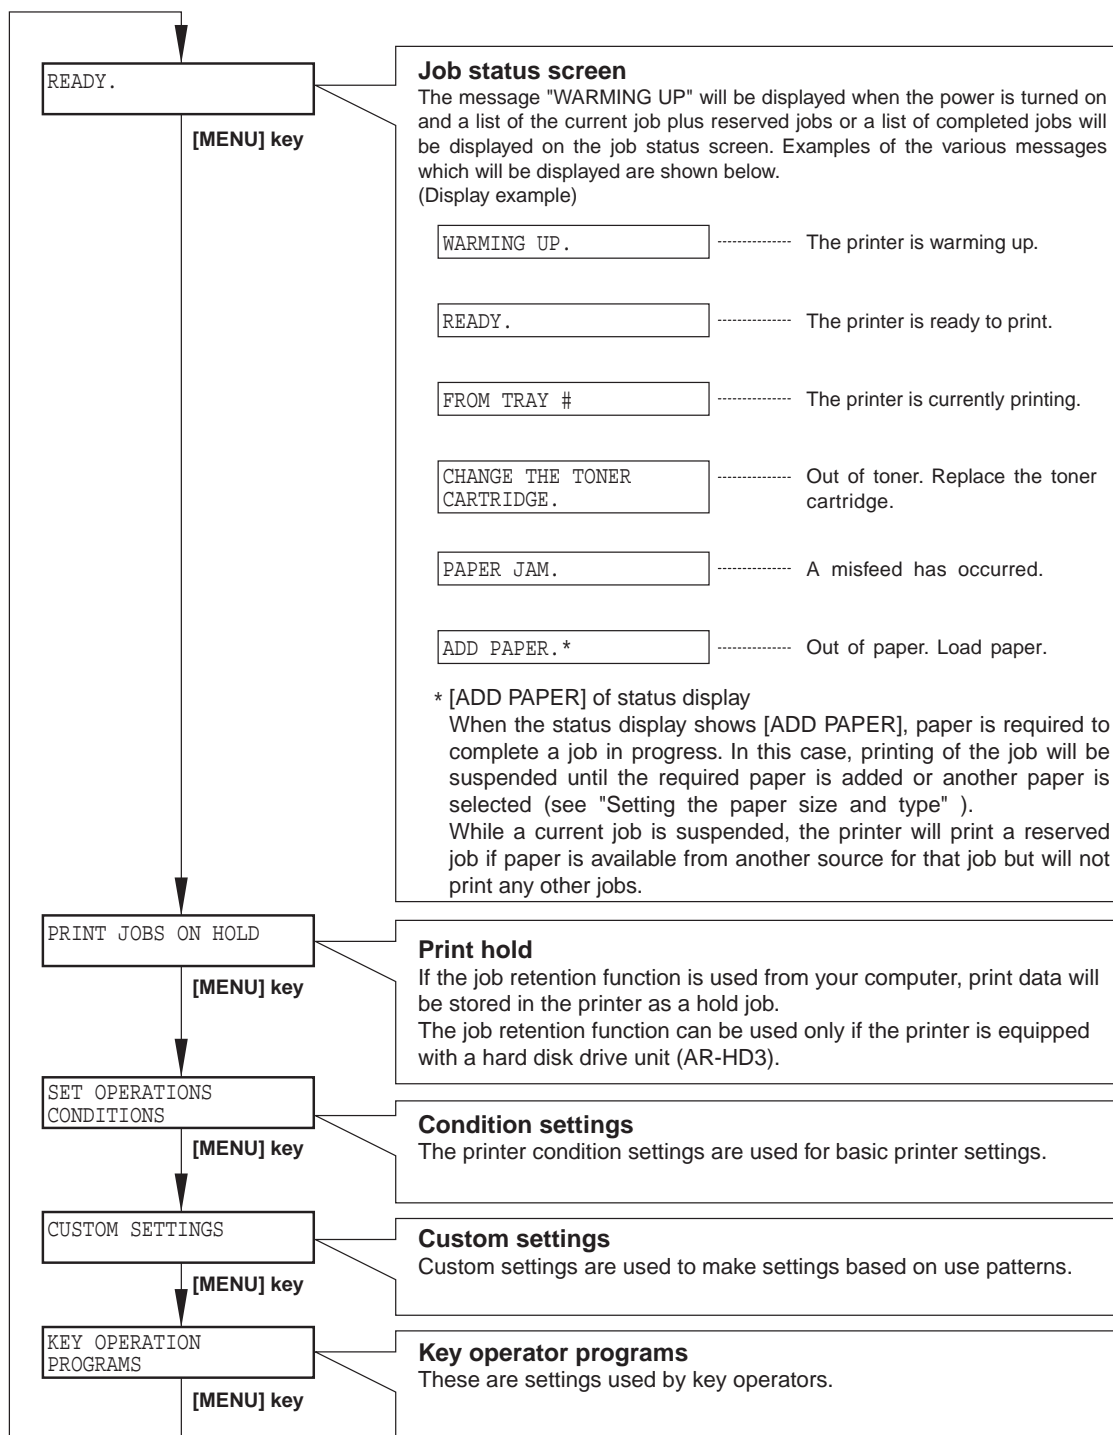 READY.
[MENU] key
Job status screen
The message "WARMING UP" will be displayed when the power is turned on
and a list of the current job plus reserved jobs or a list of completed jobs will
be displayed on the job status screen. Examples of the various messages
which will be displayed are shown below.
(Display example)
WARMING UP.
The printer is warming up.
READY.
The printer is ready to print.
FROM TRAY #
The printer is currently printing.
CHANGE THE TONER
CARTRIDGE.
Out of toner. Replace the toner
cartridge.
PAPER JAM.
A misfeed has occurred.
ADD PAPER.*
Out of paper. Load paper.
* [ADD PAPER] of status display
When the status display shows [ADD PAPER], paper is required to
complete a job in progress. In this case, printing of the job will be
suspended until the required paper is added or another paper is
selected (see "Setting the paper size and type" ).
While a current job is suspended, the printer will print a reserved
job if paper is available from another source for that job but will not
print any other jobs.
PRINT JOBS ON HOLD
[MENU] key
Print hold
If the job retention function is used from your computer, print data will
be stored in the printer as a hold job.
The job retention function can be used only if the printer is equipped
with a hard disk drive unit (AR-HD3).
SET OPERATIONS
CONDITIONS
[MENU] key
Condition settings
The printer condition settings are used for basic printer settings.
CUSTOM SETTINGS
[MENU] key
Custom settings
Custom settings are used to make settings based on use patterns.
KEY OPERATION
PROGRAMS
[MENU] key
Key operator programs
These are settings used by key operators.